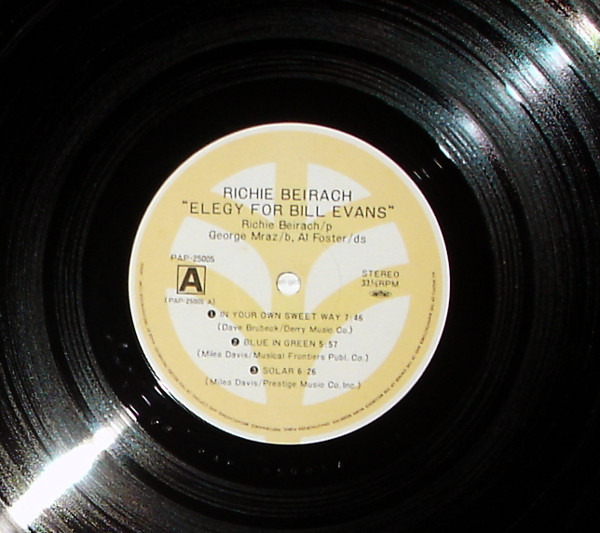 RICHIE BEIRACH
"ELEGY FOR BILL EVANS"
Richie Beirach/p
George Mraz/b, Al Foster/ds
PAP-25005
A
(PAP-25005 A)
STEREO
33⅓RPM
❶ IN YOUR OWN SWEET WAY 7:46
(Dave Brubeck/Derry Music Co.)
❷ BLUE IN GREEN 5:57
(Miles Davis/Musical Frontiers Publ. Co.)
❸ SOLAR 6:26
(Miles Davis/Prestige Music Co. Inc.)